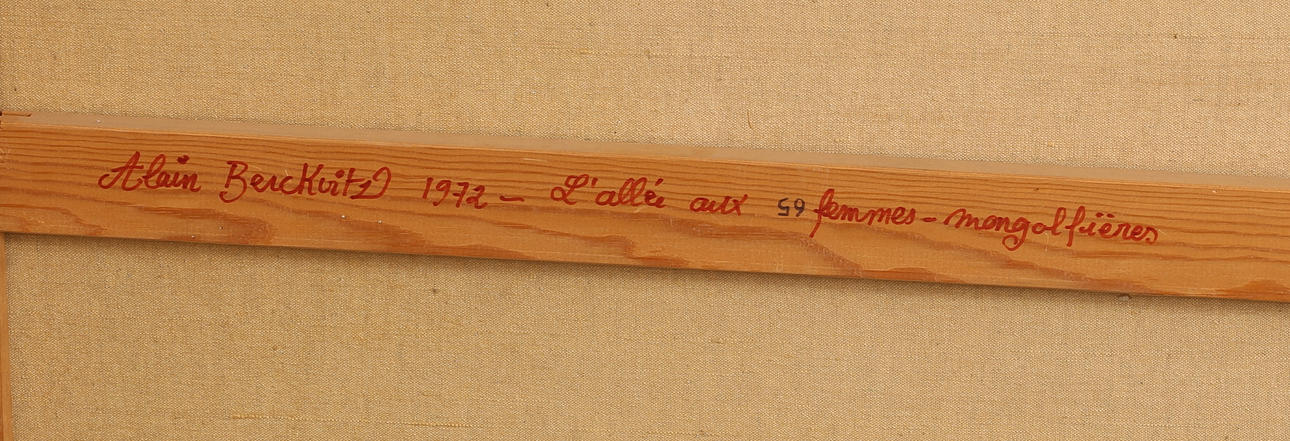 Alain Berckvitz 1972 - L'allée aux 65 femmes - mongolfières